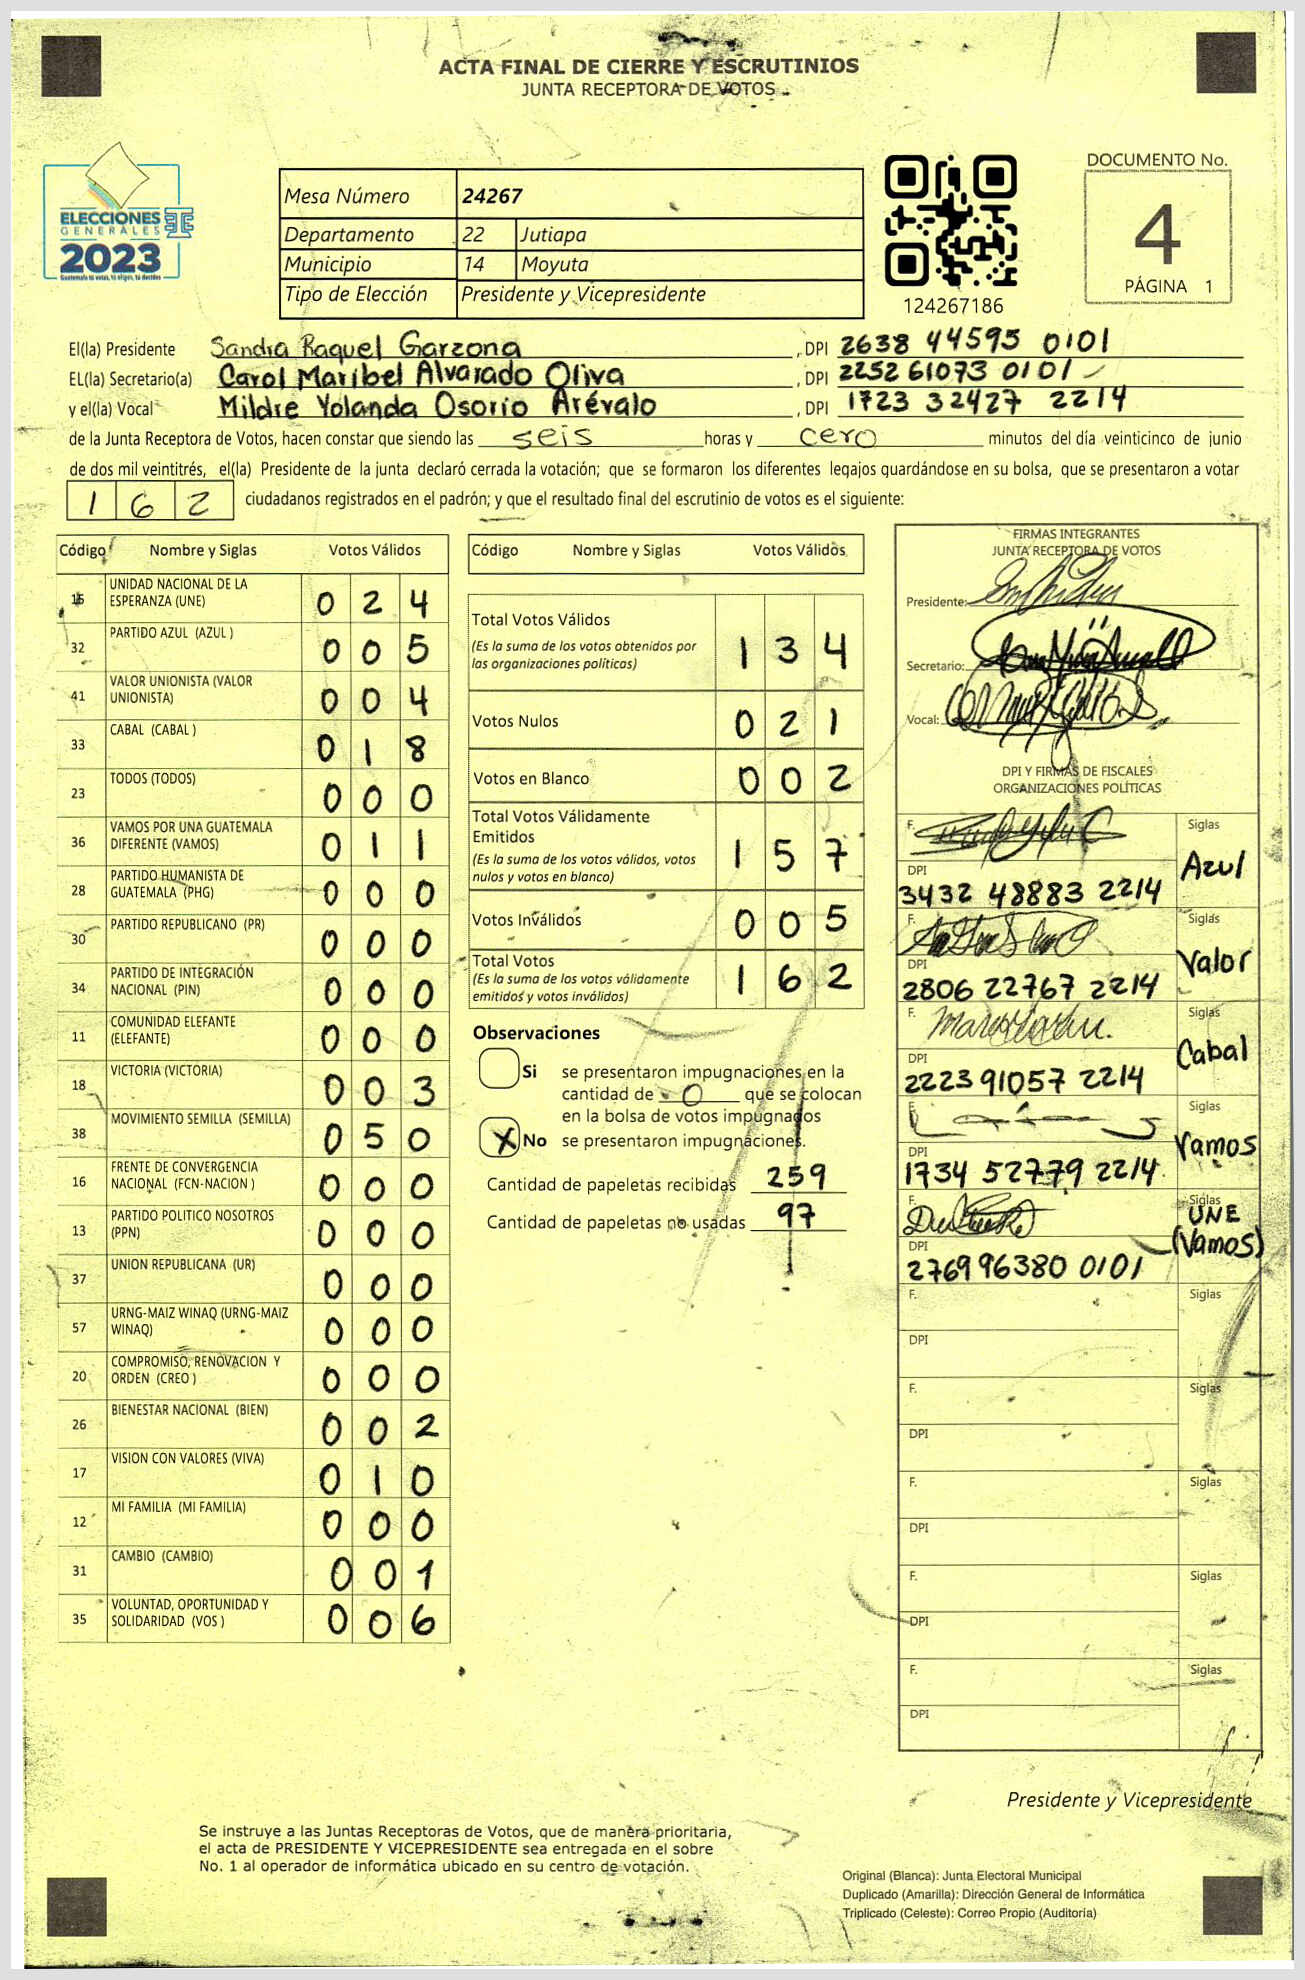 ACTA FINAL DE CIERRE Y ESCRUTINIOS
JUNTA RECEPTORA DE VOTOS
ELECCIONES
GENERALES
2023
Guatemala tú votas, tú eliges, tú decides
Mesa Número 24267
Departamento 22 Jutiapa
Municipio 14 Moyuta
Tipo de Elección Presidente y Vicepresidente
124267186
DOCUMENTO No.
4
PÁGINA 1
El(la) Presidente Sandra Raquel Garzona, DPI 2638 44595 0101
EL(la) Secretario(a) Carol Maribel Alvarado Oliva, DPI 2252 61073 0101
y el(la) Vocal Mildre Yolanda Osorio Arévalo, DPI 1723 32427 2214
de la Junta Receptora de Votos, hacen constar que siendo las seis horas y cero minutos del día veinticinco de junio
de dos mil veintitrés, el(la) Presidente de la junta declaró cerrada la votación; que se formaron los diferentes legajos guardándose en su bolsa, que se presentaron a votar
162 ciudadanos registrados en el padrón; y que el resultado final del escrutinio de votos es el siguiente:
Código Nombre y Siglas Votos Válidos
15 UNIDAD NACIONAL DE LA ESPERANZA (UNE) 0 2 4
32 PARTIDO AZUL (AZUL ) 0 0 5
41 VALOR UNIONISTA (VALOR UNIONISTA) 0 0 4
33 CABAL (CABAL ) 0 1 8
23 TODOS (TODOS) 0 0 0
36 VAMOS POR UNA GUATEMALA DIFERENTE (VAMOS) 0 1 1
28 PARTIDO HUMANISTA DE GUATEMALA (PHG) 0 0 0
30 PARTIDO REPUBLICANO (PR) 0 0 0
34 PARTIDO DE INTEGRACIÓN NACIONAL (PIN) 0 0 0
11 COMUNIDAD ELEFANTE (ELEFANTE) 0 0 0
18 VICTORIA (VICTORIA) 0 0 3
38 MOVIMIENTO SEMILLA (SEMILLA) 0 5 0
16 FRENTE DE CONVERGENCIA NACIONAL (FCN-NACION ) 0 0 0
13 PARTIDO POLITICO NOSOTROS (PPN) 0 0 0
37 UNION REPUBLICANA (UR) 0 0 0
57 URNG-MAIZ WINAQ (URNG-MAIZ WINAQ) 0 0 0
20 COMPROMISO, RENOVACION Y ORDEN (CREO ) 0 0 0
26 BIENESTAR NACIONAL (BIEN) 0 0 2
17 VISION CON VALORES (VIVA) 0 1 0
12 MI FAMILIA (MI FAMILIA) 0 0 0
31 CAMBIO (CAMBIO) 0 0 1
35 VOLUNTAD, OPORTUNIDAD Y SOLIDARIDAD (VOS ) 0 0 6
Código Nombre y Siglas Votos Válidos
Total Votos Válidos 1 3 4
(Es la suma de los votos obtenidos por
las organizaciones políticas)
Votos Nulos 0 2 1
Votos en Blanco 0 0 2
Total Votos Válidamente
Emitidos 1 5 7
(Es la suma de los votos válidos, votos
nulos y votos en blanco)
Votos Inválidos 0 0 5
Total Votos 1 6 2
(Es la suma de los votos válidamente
emitidos y votos inválidos)
Observaciones
Si se presentaron impugnaciones en la
cantidad de 0 que se colocan
en la bolsa de votos impugnados
X No se presentaron impugnaciones.
Cantidad de papeletas recibidas 259
Cantidad de papeletas no usadas 97
FIRMAS INTEGRANTES
JUNTA RECEPTORA DE VOTOS
Presidente:
Secretario:
Vocal:
DPI Y FIRMAS DE FISCALES
ORGANIZACIONES POLÍTICAS
F. Siglas
Azul
DPI
3432 48883 2214
F. Siglas
Valor
DPI
2806 22767 2214
F. Siglas
Cabal
DPI
2223 91057 2214
F. Siglas
Vamos
DPI
1734 52779 2214
F. Siglas
UNE
(Vamos)
DPI
2769 96380 0101
F. Siglas
DPI
F. Siglas
DPI
F. Siglas
DPI
F. Siglas
DPI
F. Siglas
DPI
Presidente y Vicepresidente
Se instruye a las Juntas Receptoras de Votos, que de manera prioritaria,
el acta de PRESIDENTE Y VICEPRESIDENTE sea entregada en el sobre
No. 1 al operador de informática ubicado en su centro de votación.
Original (Blanca): Junta Electoral Municipal
Duplicado (Amarilla): Dirección General de Informática
Triplicado (Celeste): Correo Propio (Auditoría)